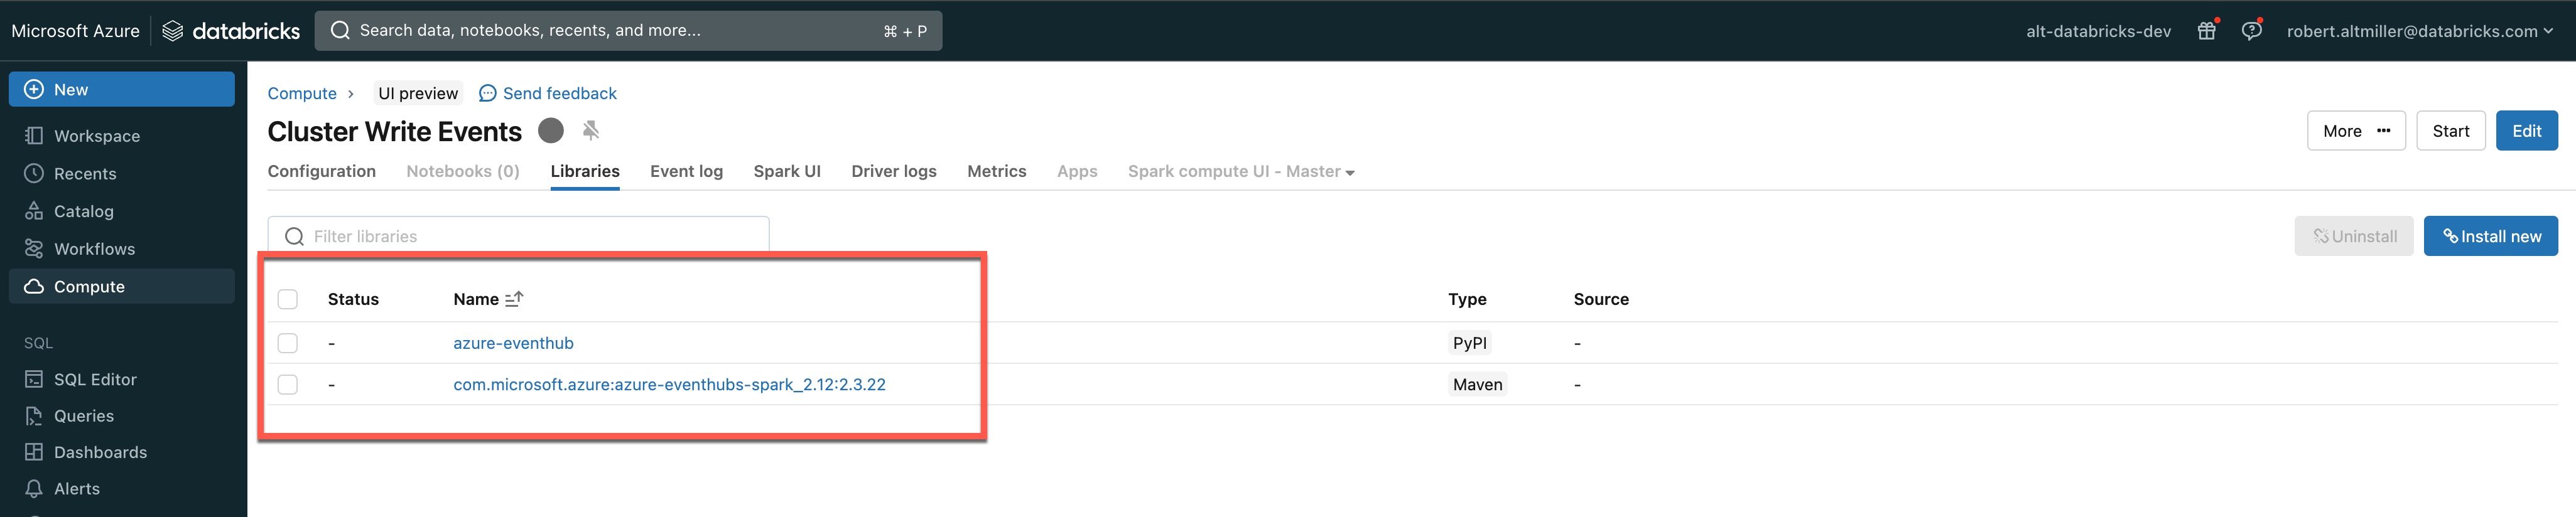 Microsoft Azure databricks Search data, notebooks, recents, and more... ⌘ + P alt-databricks-dev robert.altmiller@databricks.com
New
Workspace
Recents
Catalog
Workflows
Compute
SQL
SQL Editor
Queries
Dashboards
Alerts
Compute > UI preview Send feedback
Cluster Write Events
More ... Start Edit
Configuration Notebooks (0) Libraries Event log Spark UI Driver logs Metrics Apps Spark compute UI - Master
Filter libraries
Uninstall Install new
Status Name Type Source
- azure-eventhub PyPI -
- com.microsoft.azure:azure-eventhubs-spark_2.12:2.3.22 Maven -